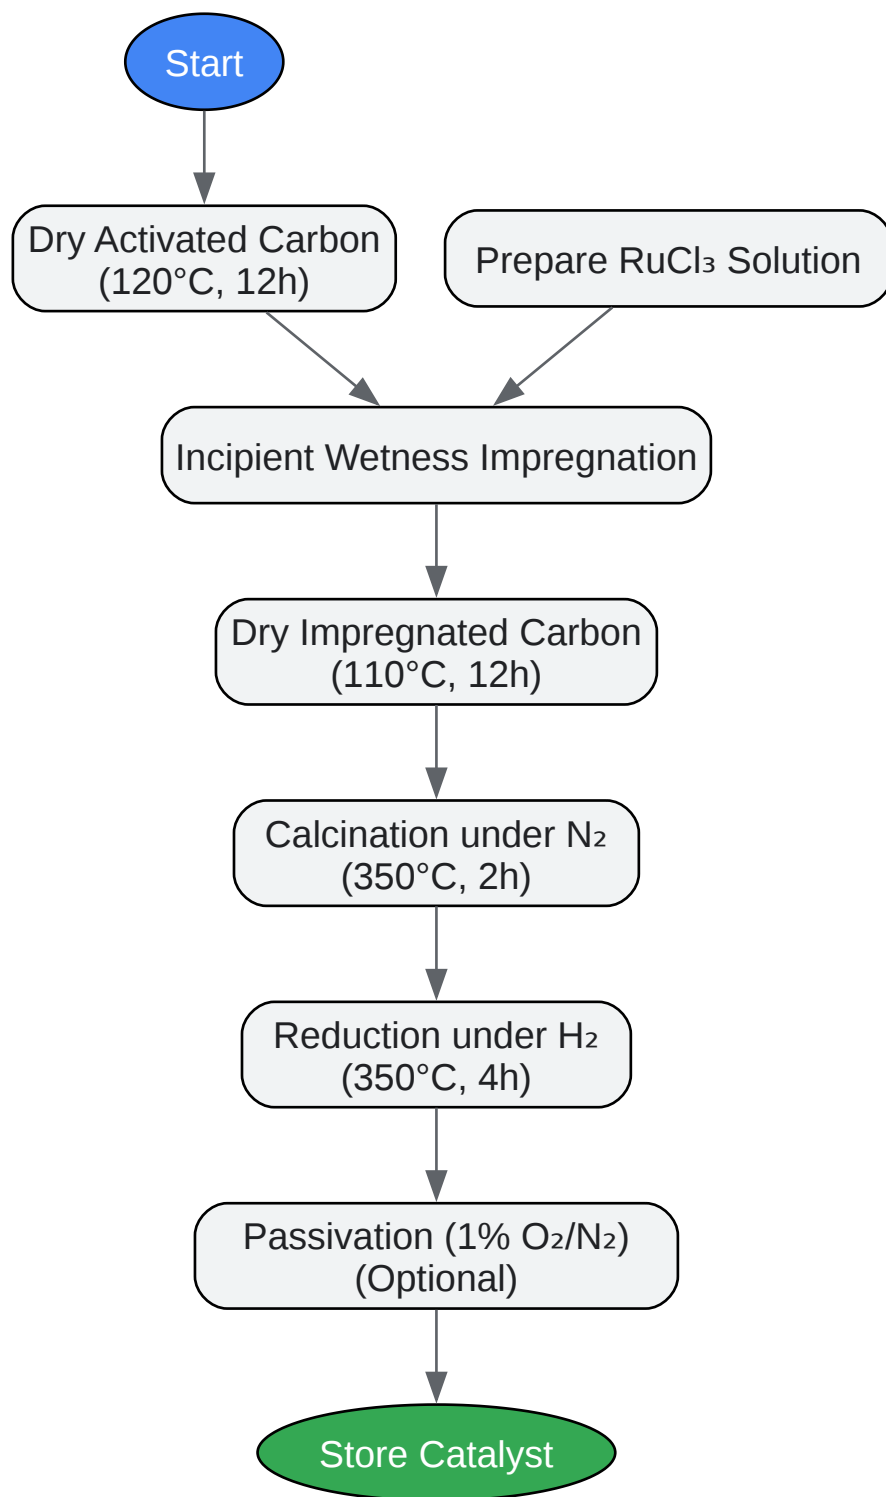 Start
Dry Activated Carbon
(120°C, 12h)
Prepare RuCl₃ Solution
Incipient Wetness Impregnation
Dry Impregnated Carbon
(110°C, 12h)
Calcination under N₂
(350°C, 2h)
Reduction under H₂
(350°C, 4h)
Passivation (1% O₂/N₂)
(Optional)
Store Catalyst